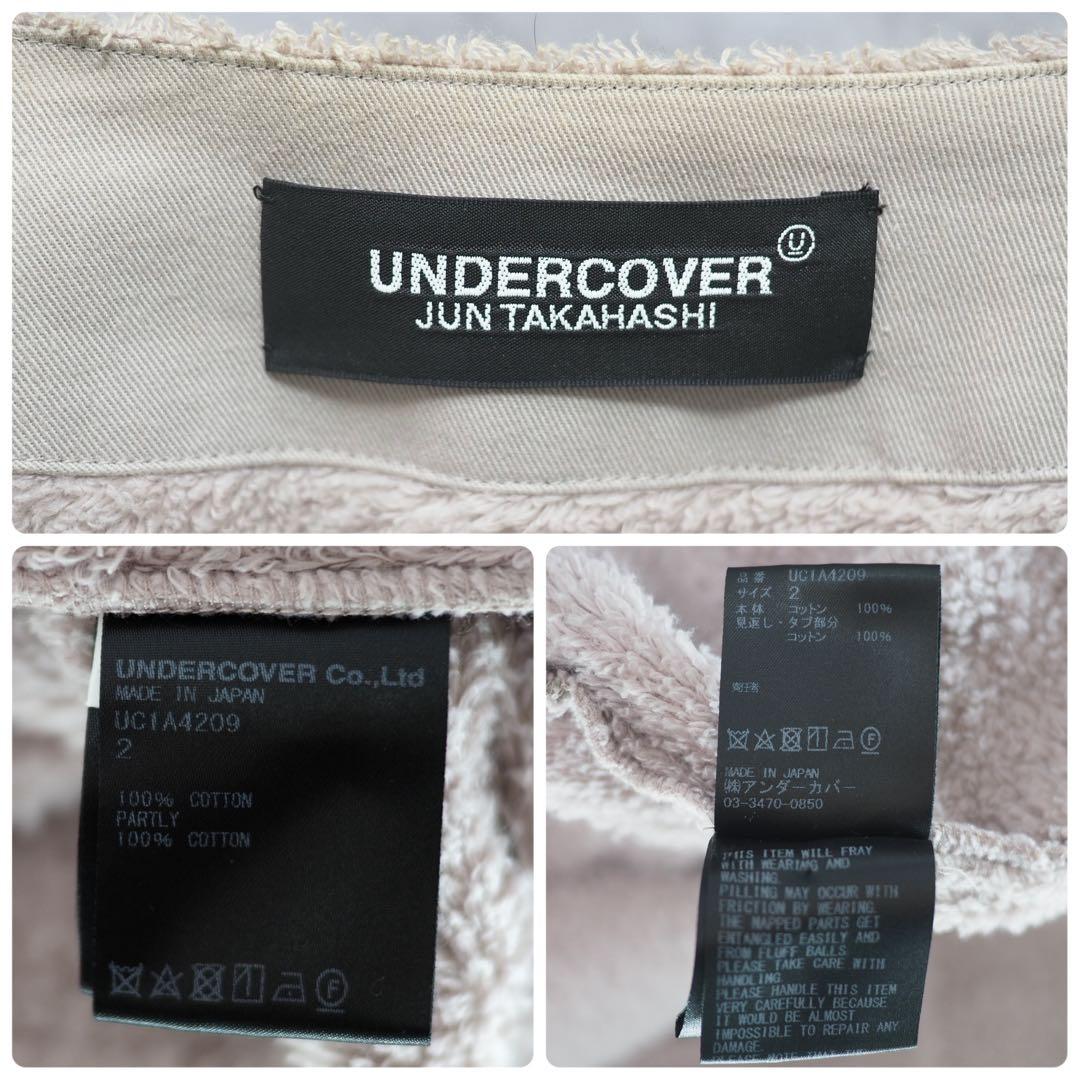 UNDERCOVER
JUN TAKAHASHI
U
UNDERCOVER Co.,Ltd
MADE IN JAPAN
UC1A4209
2
100% COTTON
PARTLY
100% COTTON
F
品番 UC1A4209
サイズ 2
本体 コットン 100%
見返し・タブ部分
コットン 100%
F
MADE IN JAPAN
㈱アンダーカバー
03-3470-0850
THIS ITEM WILL FRAY
WITH WEARING AND
WASHING.
PILLING MAY OCCUR WITH
FRICTION BY WEARING.
THE NAPPED PARTS GET
ENTANGLED EASILY AND
FROM FLUFF BALLS
PLEASE TAKE CARE WITH
HANDLING
PLEASE HANDLE THIS ITEM
VERY CAREFULLY BECAUSE
IT WOULD BE ALMOST
IMPOSSIBLE TO REPAIR ANY
DAMAGE.
PLEASE NOTE THAT